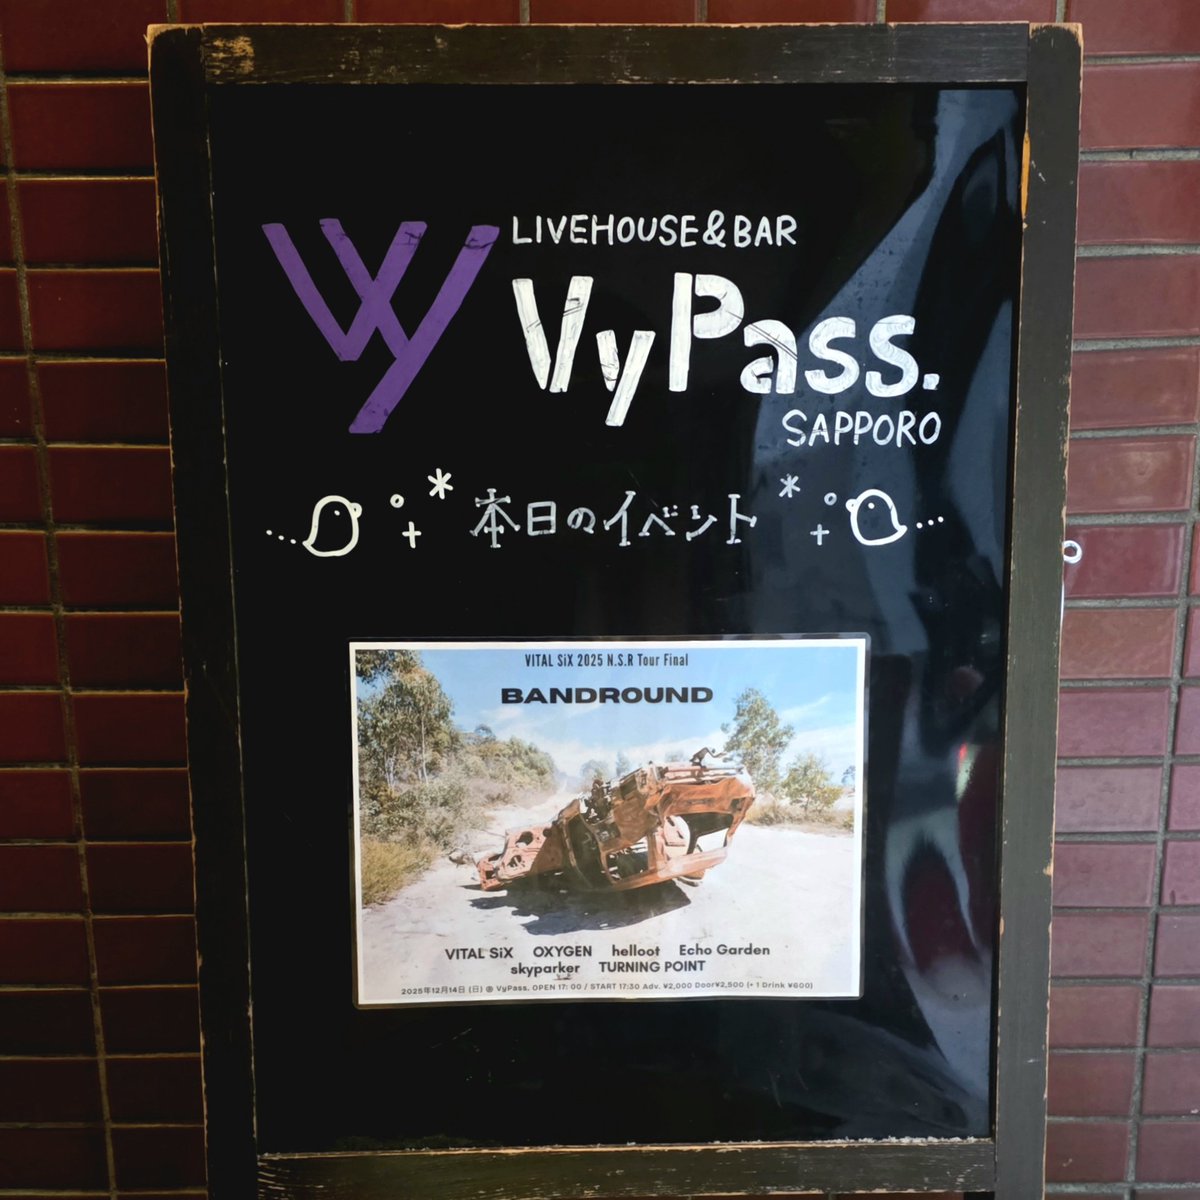 Vy
LIVEHOUSE&BAR
VyPass.
SAPPORO
本日のイベント
VITAL SiX 2025 N.S.R Tour Final
BANDROUND
VITAL SiX OXYGEN helloot Echo Garden
skyparker TURNING POINT
2025年12月14日 (日) @ VyPass. OPEN 17: 00 / START 17:30 Adv. ¥2,000 Door¥2,500 (+ 1 Drink ¥600)